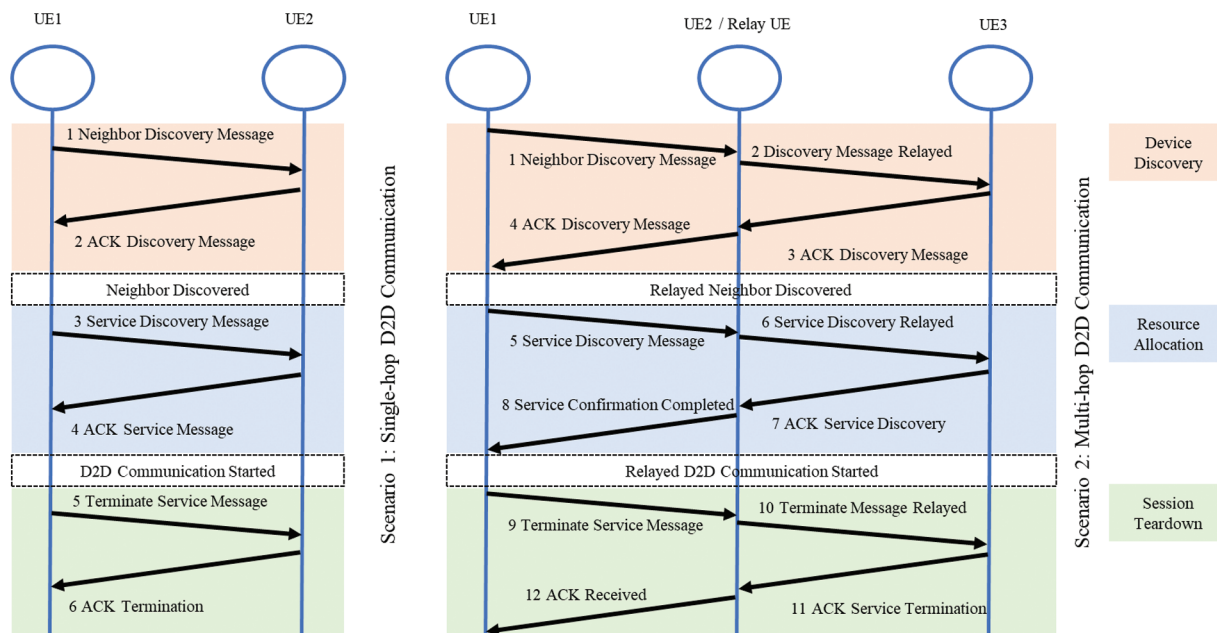 UE1
UE2
1 Neighbor Discovery Message
2 ACK Discovery Message
Neighbor Discovered
3 Service Discovery Message
4 ACK Service Message
D2D Communication Started
5 Terminate Service Message
6 ACK Termination
Scenario 1: Single-hop D2D Communication
UE1
UE2 / Relay UE
UE3
1 Neighbor Discovery Message
2 Discovery Message Relayed
4 ACK Discovery Message
3 ACK Discovery Message
Relayed Neighbor Discovered
6 Service Discovery Relayed
5 Service Discovery Message
8 Service Confirmation Completed
7 ACK Service Discovery
Relayed D2D Communication Started
10 Terminate Message Relayed
9 Terminate Service Message
12 ACK Received
11 ACK Service Termination
Scenario 2: Multi-hop D2D Communication
Device
Discovery
Resource
Allocation
Session
Teardown